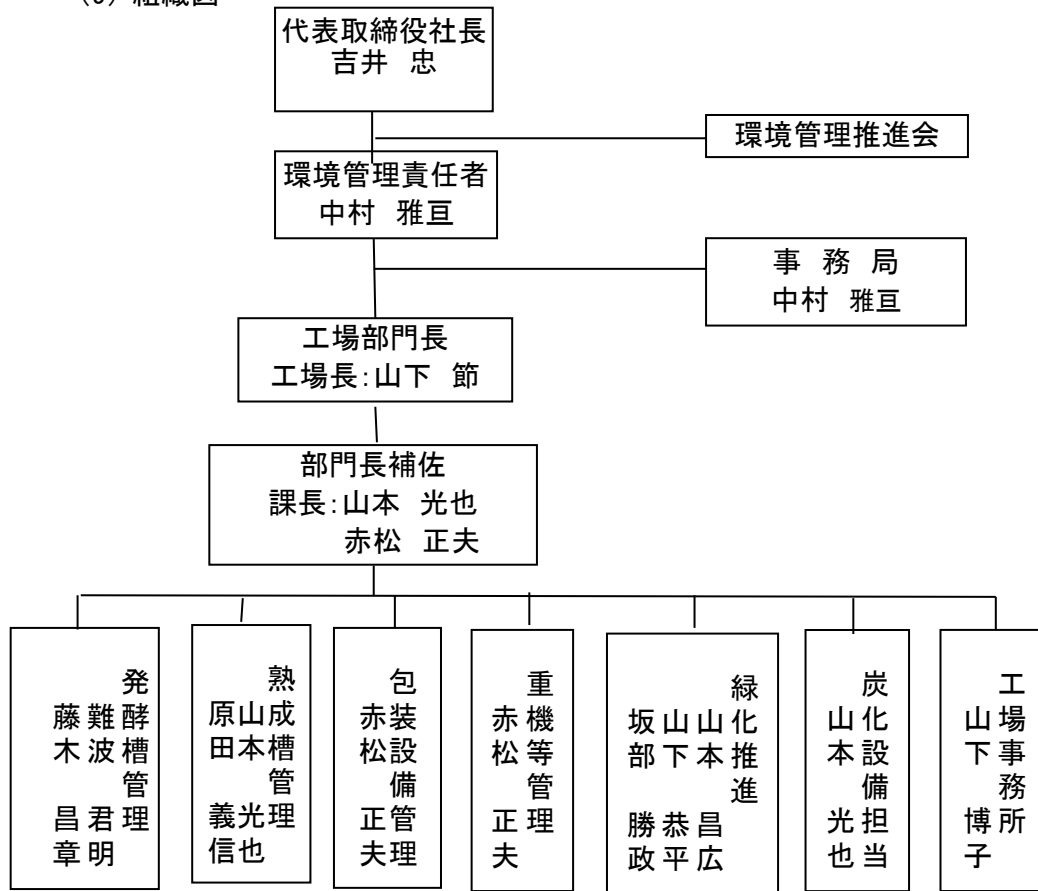 組織図
代表取締役社長
吉井 忠
環境管理推進会
環境管理責任者
中村 雅亘
事 務 局
中村 雅亘
工場部門長
工場長:山下 節
部門長補佐
課長:山本 光也
赤松 正夫
発酵槽管理
難波 君明
藤木 昌章
熟成槽管理
山本 光也
原田 義信
包装設備管理
赤松 正夫
重機等管理
赤松 正夫
緑化推進
山本 昌広
山下 恭平
坂部 勝政
炭化設備担当
山本 光也
工場事務所
山下 博子